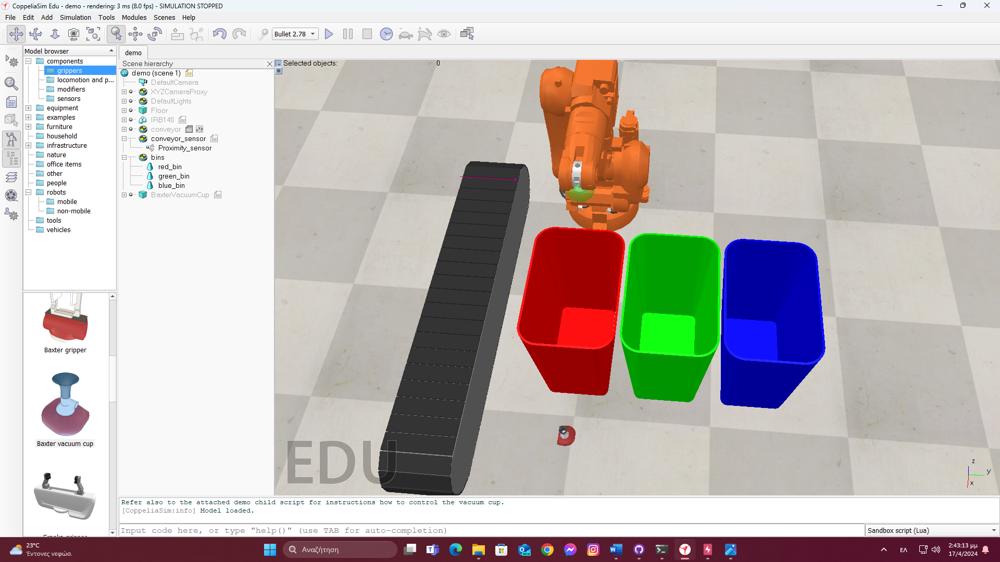 CoppeliaSim Edu - demo - rendering: 3 ms (8.0 fps) - SIMULATION STOPPED
File Edit Add Simulation Tools Modules Scenes Help
Bullet 2.78
Model browser
components
grippers
locomotion and p...
modifiers
sensors
equipment
examples
furniture
household
infrastructure
nature
office items
other
people
robots
mobile
non-mobile
tools
vehicles
Baxter gripper
Baxter vacuum cup
demo
Scene hierarchy
demo (scene 1)
DefaultCamera
XYZCameraProxy
DefaultLights
Floor
IRB140
conveyor
conveyor_sensor
Proximity_sensor
bins
red_bin
green_bin
blue_bin
BaxterVacuumCup
Selected objects: 0
EDU
z
y
x
Refer also to the attached demo child script for instructions how to control the vacuum cup.
[CoppeliaSim:info] Model loaded.
Input code here, or type "help()" (use TAB for auto-completion)
Sandbox script (Lua)
23°C
Έντονες νεφώσ.
Αναζήτηση
ΕΛ
2:43:13 μμ
17/4/2024